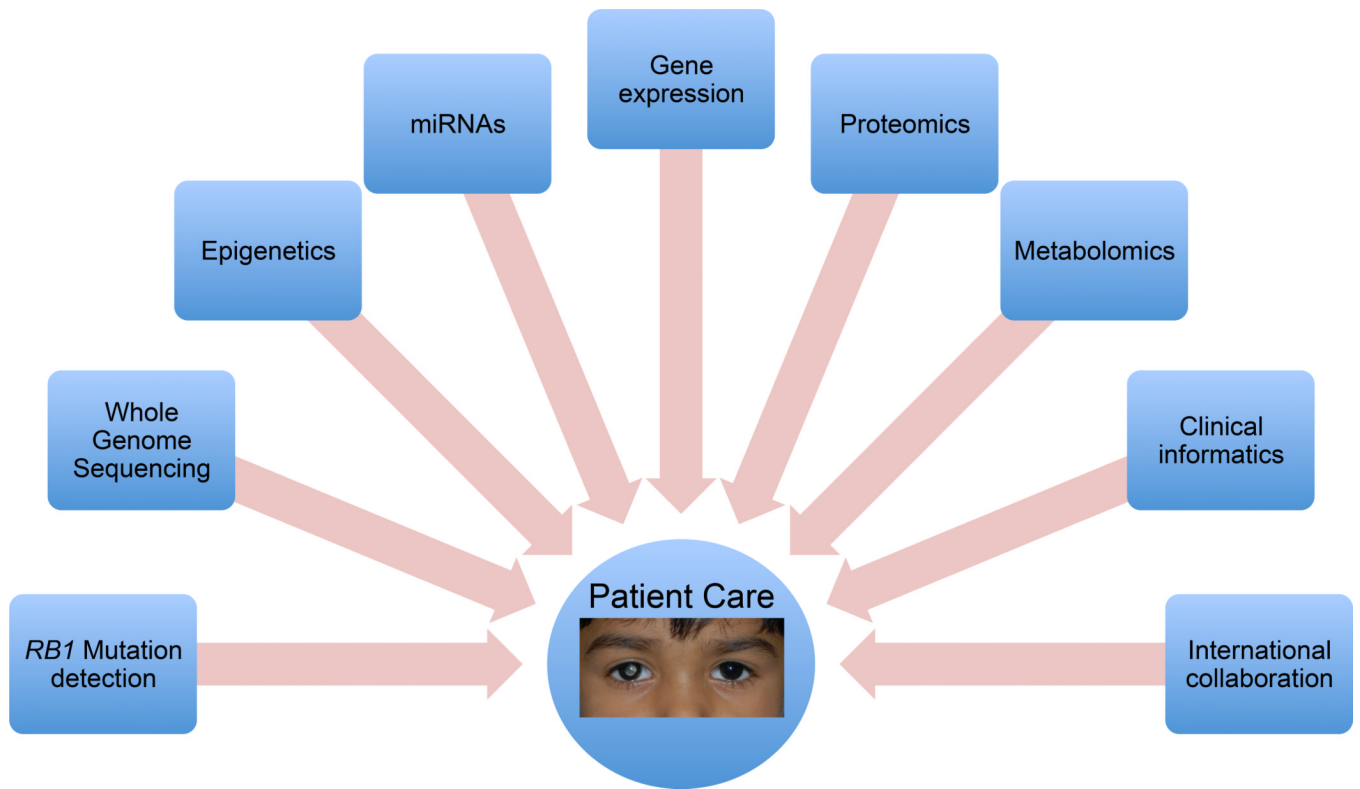 Gene
expression
miRNAs
Proteomics
Epigenetics
Metabolomics
Whole
Genome
Sequencing
Clinical
informatics
Patient Care
RB1 Mutation
detection
International
collaboration